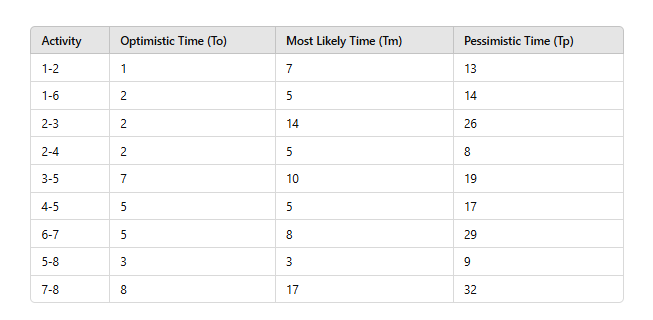 Activity Optimistic Time (To) Most Likely Time (Tm) Pessimistic Time (Tp)
1-2 1 7 13
1-6 2 5 14
2-3 2 14 26
2-4 2 5 8
3-5 7 10 19
4-5 5 5 17
6-7 5 8 29
5-8 3 3 9
7-8 8 17 32